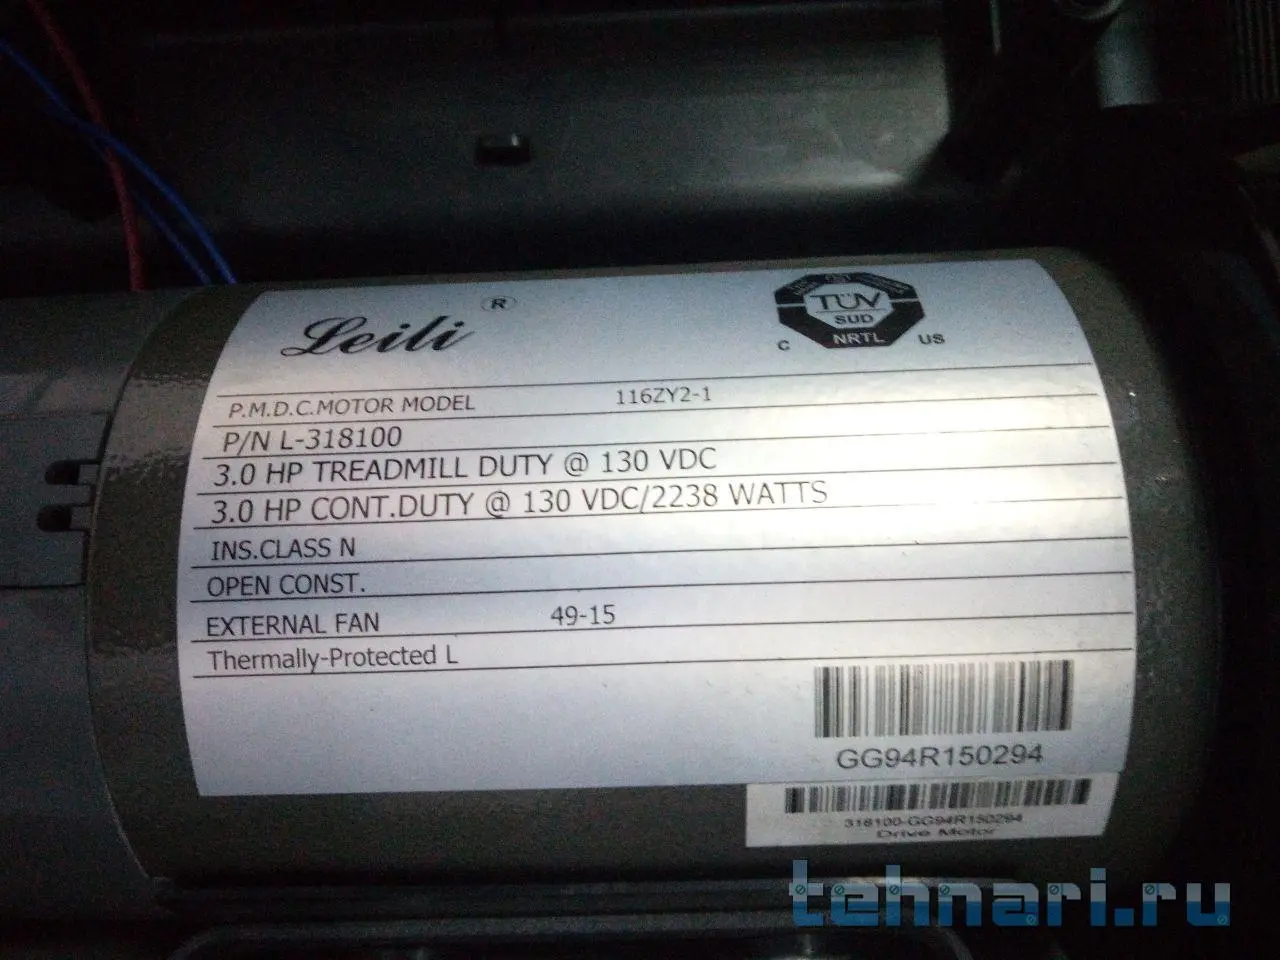 Leili ®
TÜV
SUD
NRTL
C US
P.M.D.C.MOTOR MODEL 116ZY2-1
P/N L-318100
3.0 HP TREADMILL DUTY @ 130 VDC
3.0 HP CONT.DUTY @ 130 VDC/2238 WATTS
INS.CLASS N
OPEN CONST.
EXTERNAL FAN 49-15
Thermally-Protected L
GG94R150294
318100-GG94R150294
Drive Motor
tehnari.ru